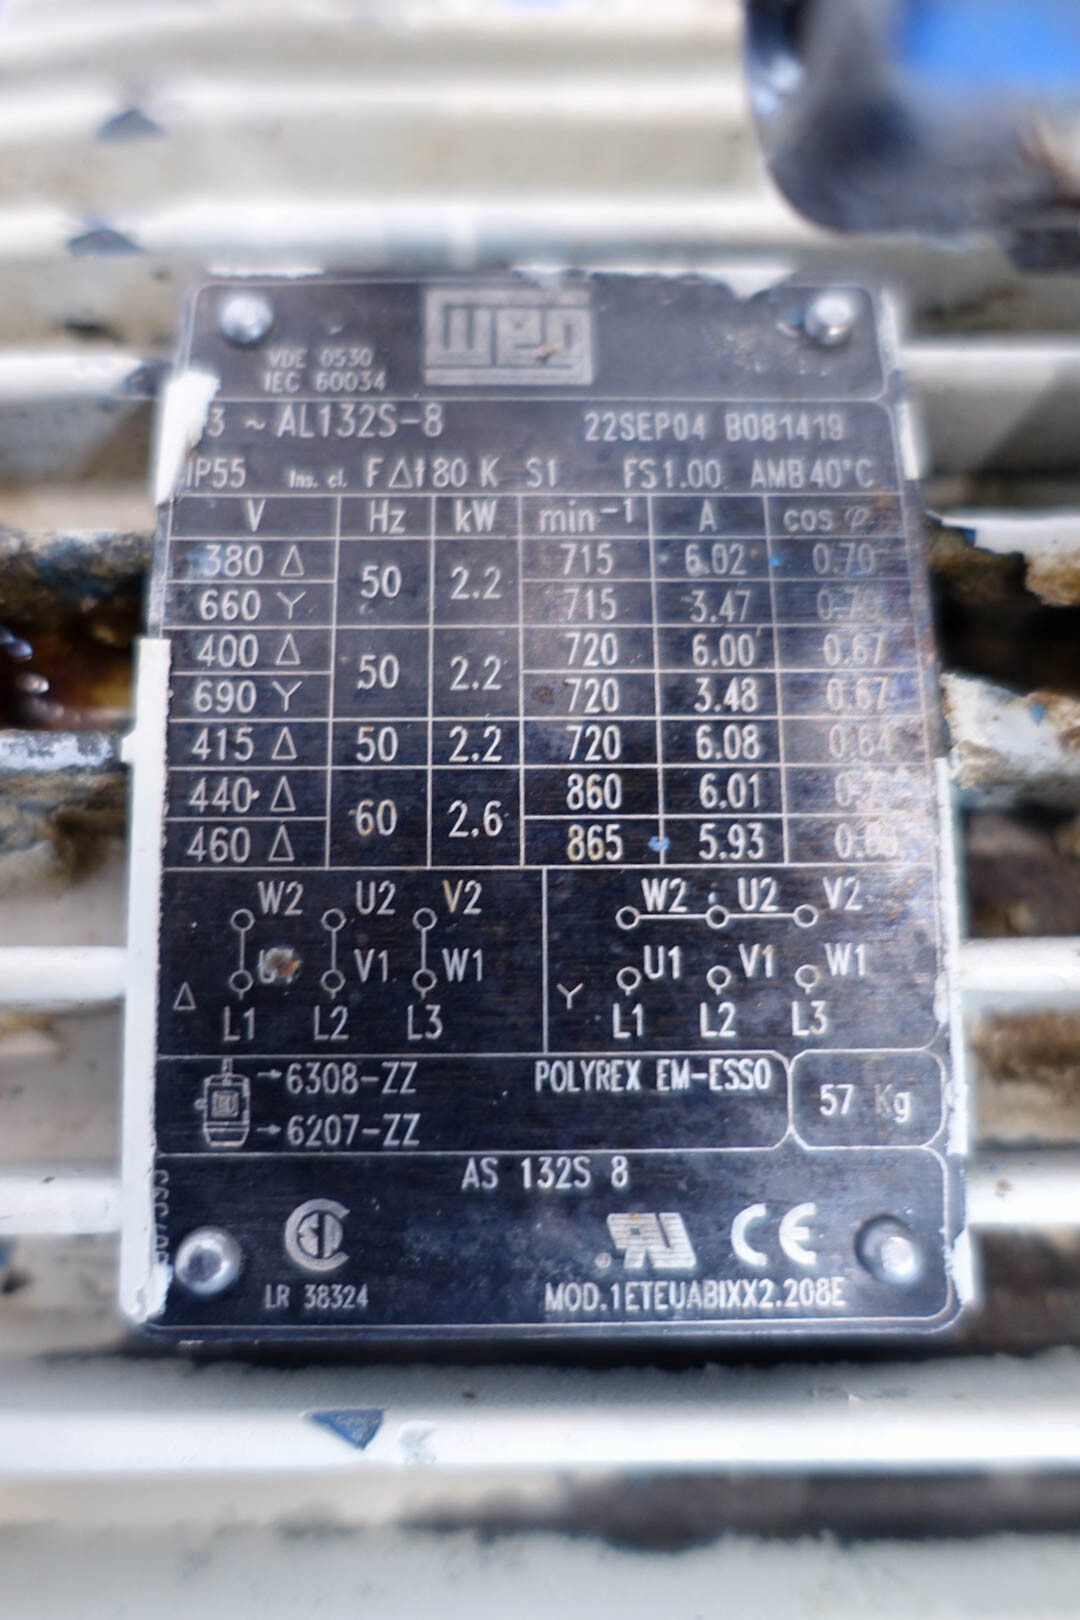 WEG
VDE 0530
IEC 60034
3 ~ AL132S-8 22SEP04 B081419
IP55 Ins. cl. F Δt 80 K S1 FS1.00 AMB 40°C
V Hz kW min⁻¹ A cos φ
380 Δ 50 2.2 715 6.02 0.70
660 Y 715 3.47
400 Δ 50 2.2 720 6.00 0.67
690 Y 720 3.48 0.67
415 Δ 50 2.2 720 6.08 0.64
440 Δ 60 2.6 860 6.01
460 Δ 865 5.93
W2 U2 V2 W2 U2 V2
V1 W1 U1 V1 W1
Δ Y
L1 L2 L3 L1 L2 L3
→6308-ZZ POLYREX EM-ESSO 57 Kg
→6207-ZZ
AS 132S 8
CE
LR 38324 MOD.1ETEUABIXX2.208E